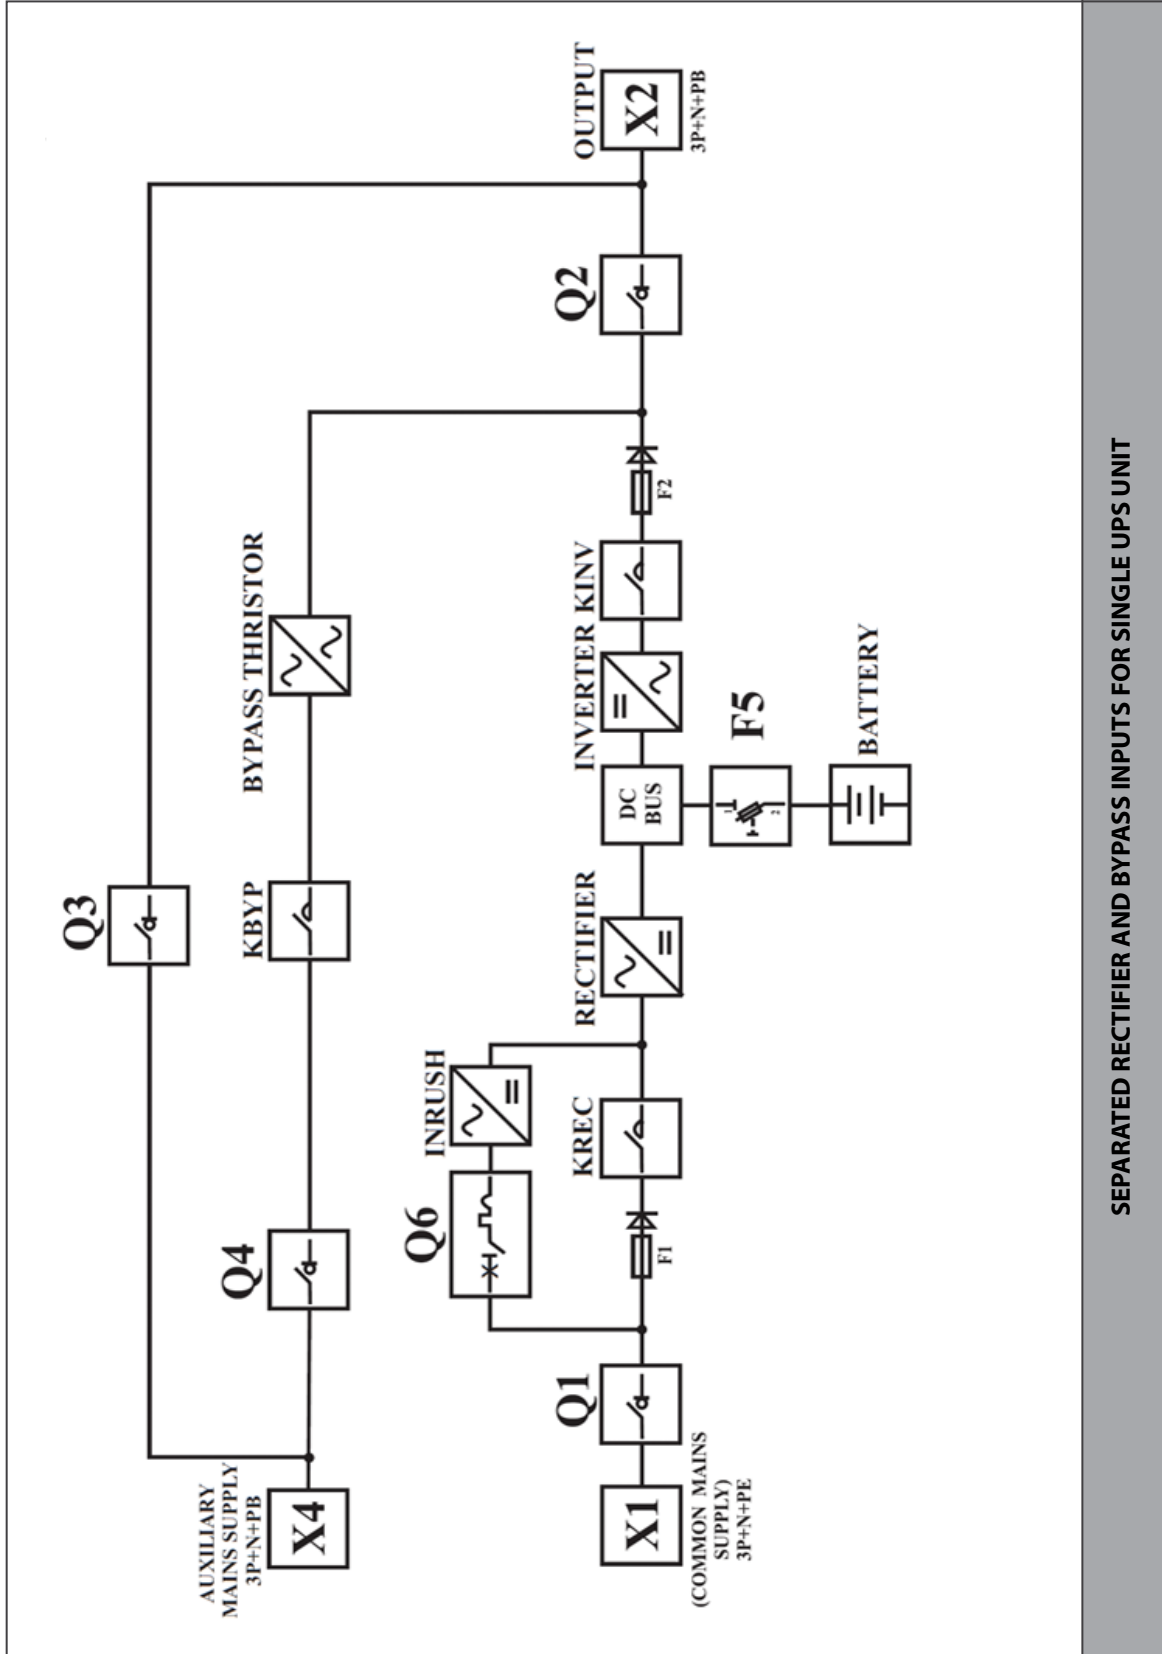 Q3
AUXILIARY
MAINS SUPPLY
3P+N+PB
X4
Q4
KBYP
BYPASS THRISTOR
Q6
INRUSH
X1
(COMMON MAINS
SUPPLY)
3P+N+PE
Q1
F1
KREC
RECTIFIER
DC
BUS
INVERTER
KINV
F2
Q2
OUTPUT
X2
3P+N+PB
1
2
F5
BATTERY
SEPARATED RECTIFIER AND BYPASS INPUTS FOR SINGLE UPS UNIT